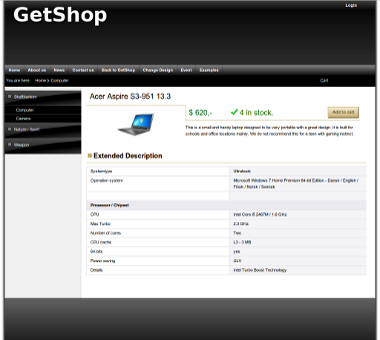 Login
GetShop
Home About us News Contact us Back to GetShop Change Design Event Examples
You are here Home > Computer Cart
Computer
Camera
Weapon
Acer Aspire S3-951 13.3
$ 620,- 4 in stock. Add to cart
This is a small and handy laptop designed to be very portable with a great design. It is built for
schools and office locations mainly. We do not recommend this for a teen with gaming instinct.
Extended Description
Systemtype Ultrabook
Operation system Microsoft Windows 7 Home Premium 64-bit Edition - Dansk / English /
Finsk / Norsk / Svensk
Processor / Chipset
CPU Intel Core i5 2467M / 1.6 GHz
Max Turbo 2.3 GHz
Number of cores Two
CPU cache L3 - 3 MB
64 bits yes
Power saving
Details Intel Turbo Boost Technology